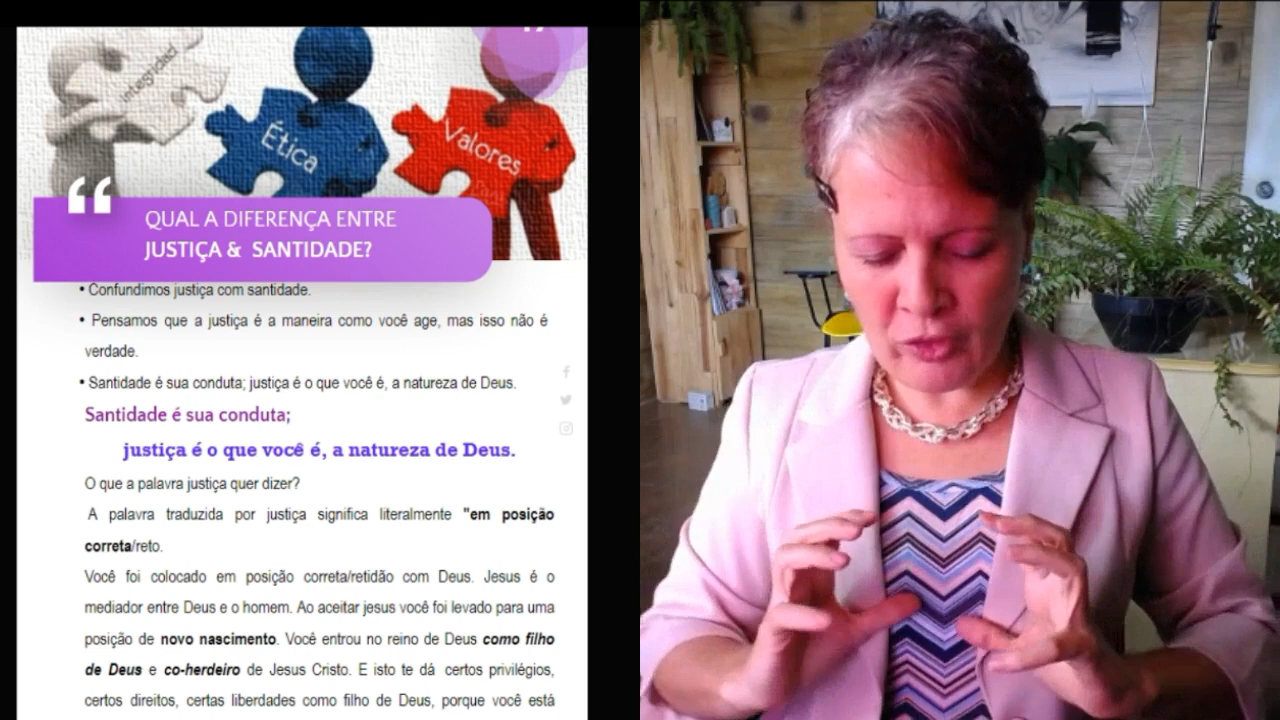 integridad
Ética
Valores
“
QUAL A DIFERENÇA ENTRE
JUSTIÇA & SANTIDADE?
• Confundimos justiça com santidade.
• Pensamos que a justiça é a maneira como você age, mas isso não é
verdade.
• Santidade é sua conduta; justiça é o que você é, a natureza de Deus.
Santidade é sua conduta;
justiça é o que você é, a natureza de Deus.
O que a palavra justiça quer dizer?
A palavra traduzida por justiça significa literalmente "em posição
correta/reto.
Você foi colocado em posição correta/retidão com Deus. Jesus é o
mediador entre Deus e o homem. Ao aceitar jesus você foi levado para uma
posição de novo nascimento. Você entrou no reino de Deus como filho
de Deus e co-herdeiro de Jesus Cristo. E isto te dá certos privilégios,
certos direitos, certas liberdades como filho de Deus, porque você está